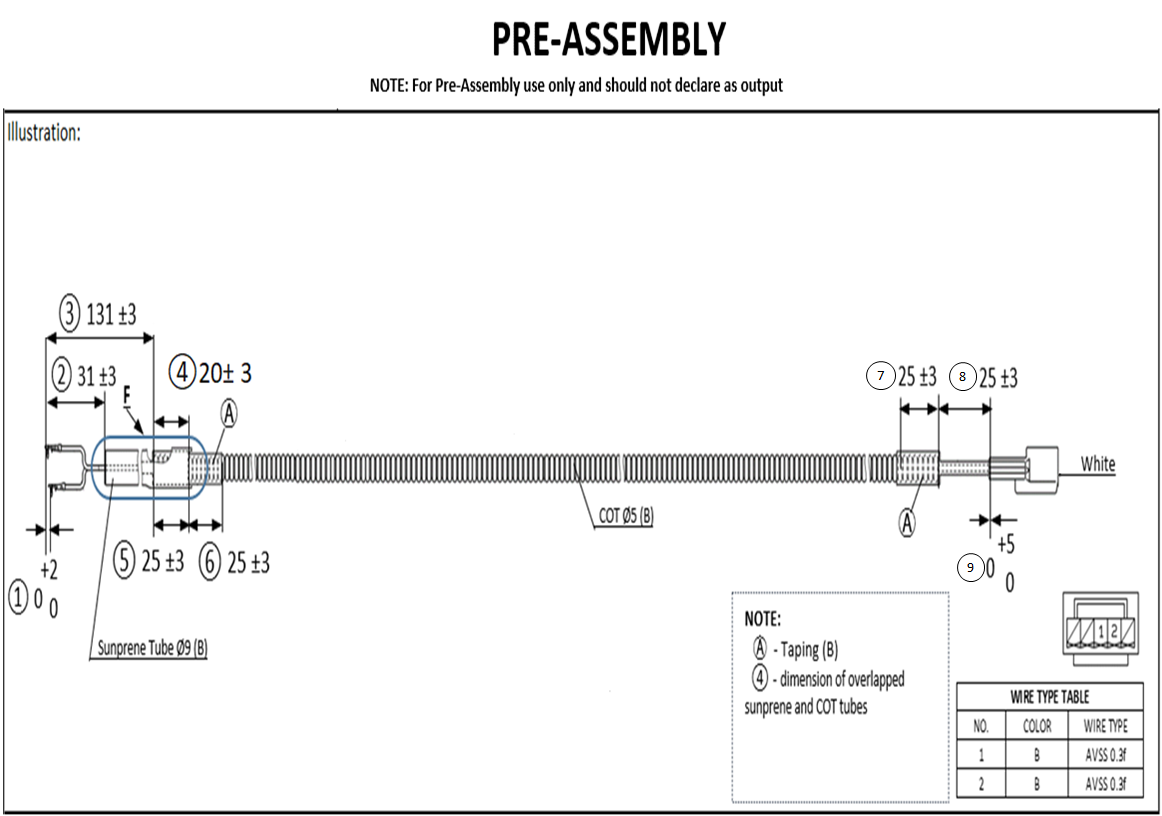 PRE-ASSEMBLY
NOTE: For Pre-Assembly use only and should not declare as output
Illustration:
3 131 ±3
2 31 ±3
4 20± 3
7 25 ±3
8 25 ±3
F
A
White
COT Ø5 (B)
A
5 25 ±3
6 25 ±3
+5
9 0
0
+2
1 0
0
Sunprene Tube Ø9 (B)
1 2
NOTE:
A - Taping (B)
4 - dimension of overlapped
sunprene and COT tubes
WIRE TYPE TABLE
NO. COLOR WIRE TYPE
1 B AVSS 0.3f
2 B AVSS 0.3f